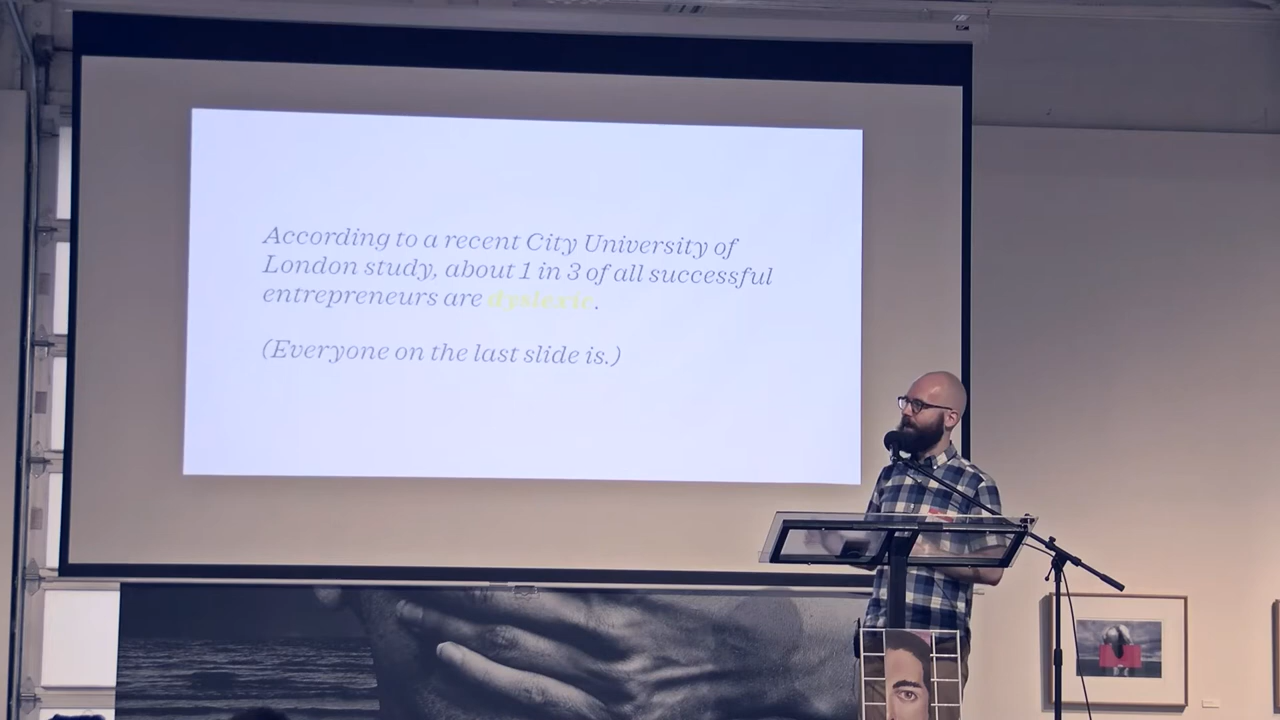 According to a recent City University of
London study, about 1 in 3 of all successful
entrepreneurs are dyslexic.
(Everyone on the last slide is.)